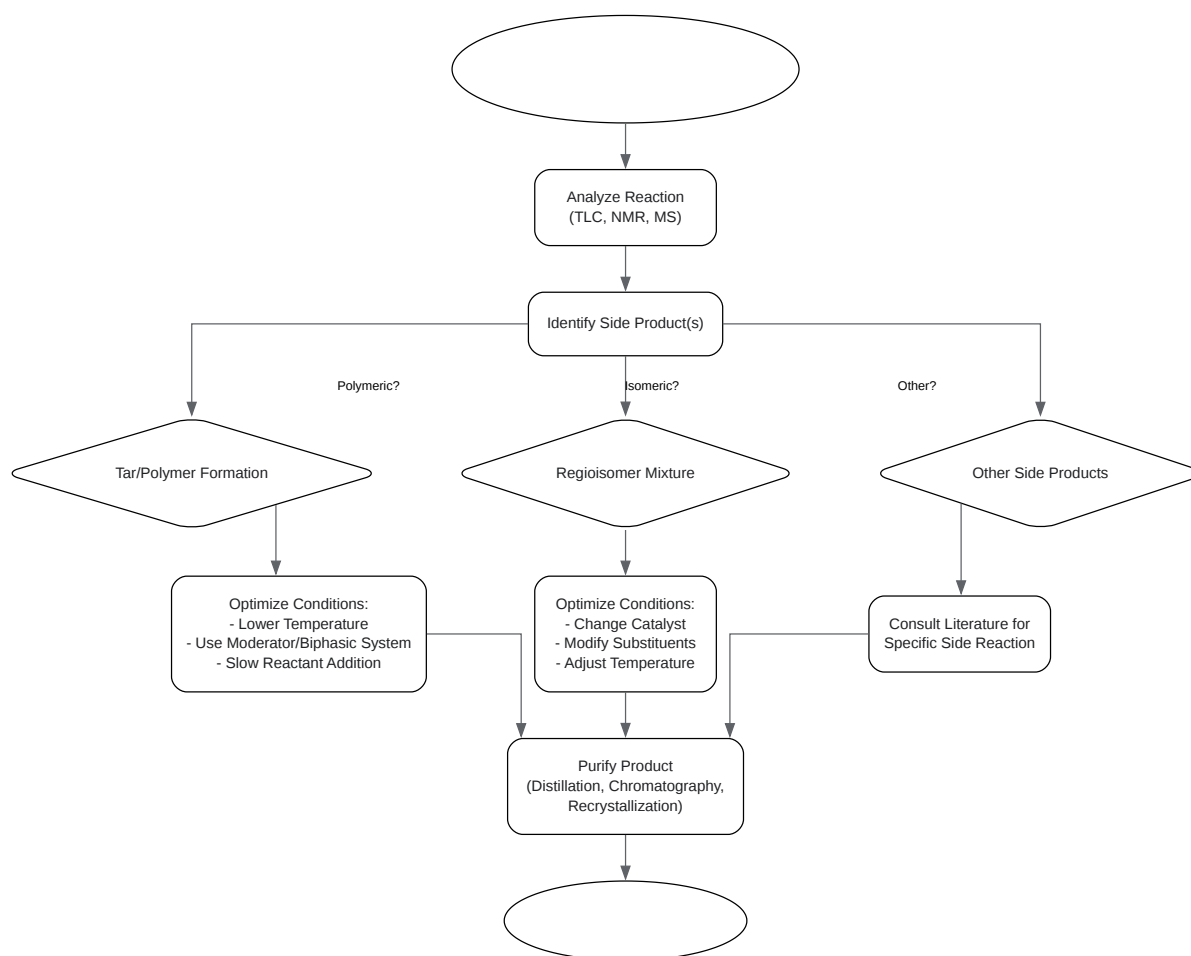 Analyze Reaction
(TLC, NMR, MS)
Identify Side Product(s)
Polymeric?
Isomeric?
Other?
Tar/Polymer Formation
Regioisomer Mixture
Other Side Products
Optimize Conditions:
- Lower Temperature
- Use Moderator/Biphasic System
- Slow Reactant Addition
Optimize Conditions:
- Change Catalyst
- Modify Substituents
- Adjust Temperature
Consult Literature for
Specific Side Reaction
Purify Product
(Distillation, Chromatography,
Recrystallization)